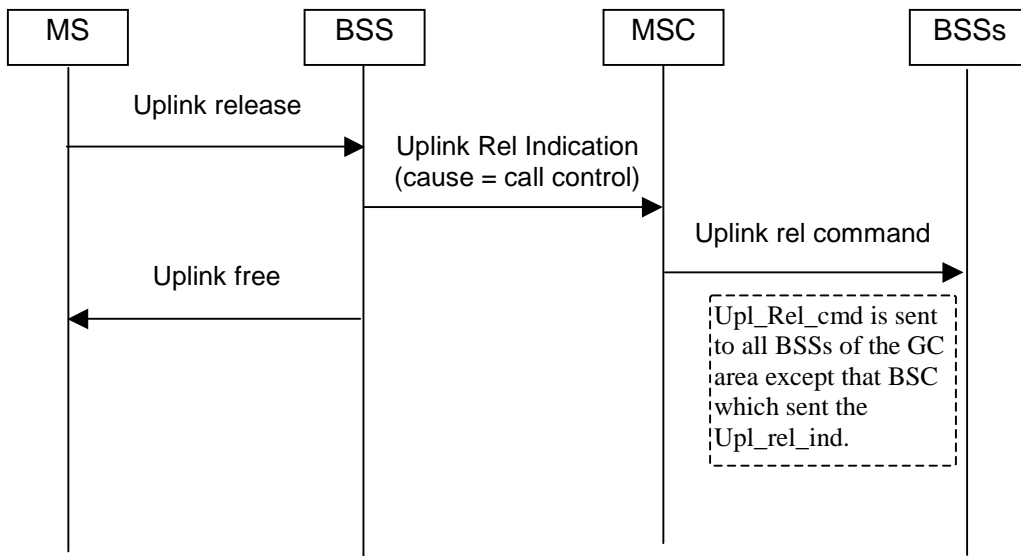 MS
BSS
MSC
BSSs
Uplink release
Uplink Rel Indication
(cause = call control)
Uplink rel command
Uplink free
Upl_Rel_cmd is sent
to all BSSs of the GC
area except that BSC
which sent the
Upl_rel_ind.